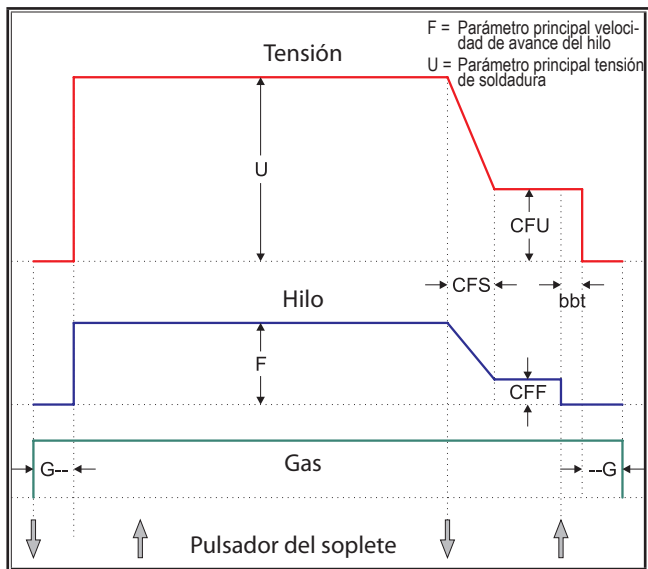 F = Parámetro principal veloci-
dad de avance del hilo
Tensión
U = Parámetro principal tensión
de soldadura
U
CFU
CFS
bbt
Hilo
F
CFF
G--
Gas
--G
Pulsador del soplete